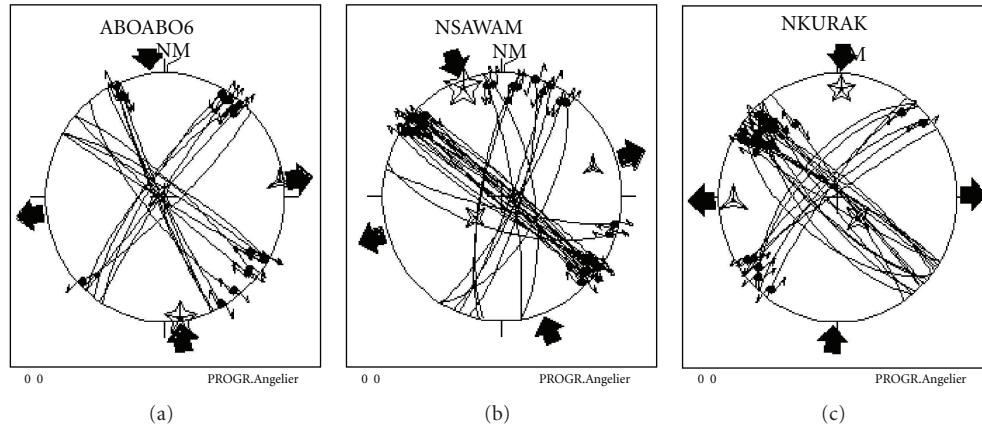 ABOABO6
NM
0 0
PROGR.Angelier
(a)
NSAWAM
NM
0 0
PROGR.Angelier
(b)
NKURAK
M
0 0
PROGR.Angelier
(c)